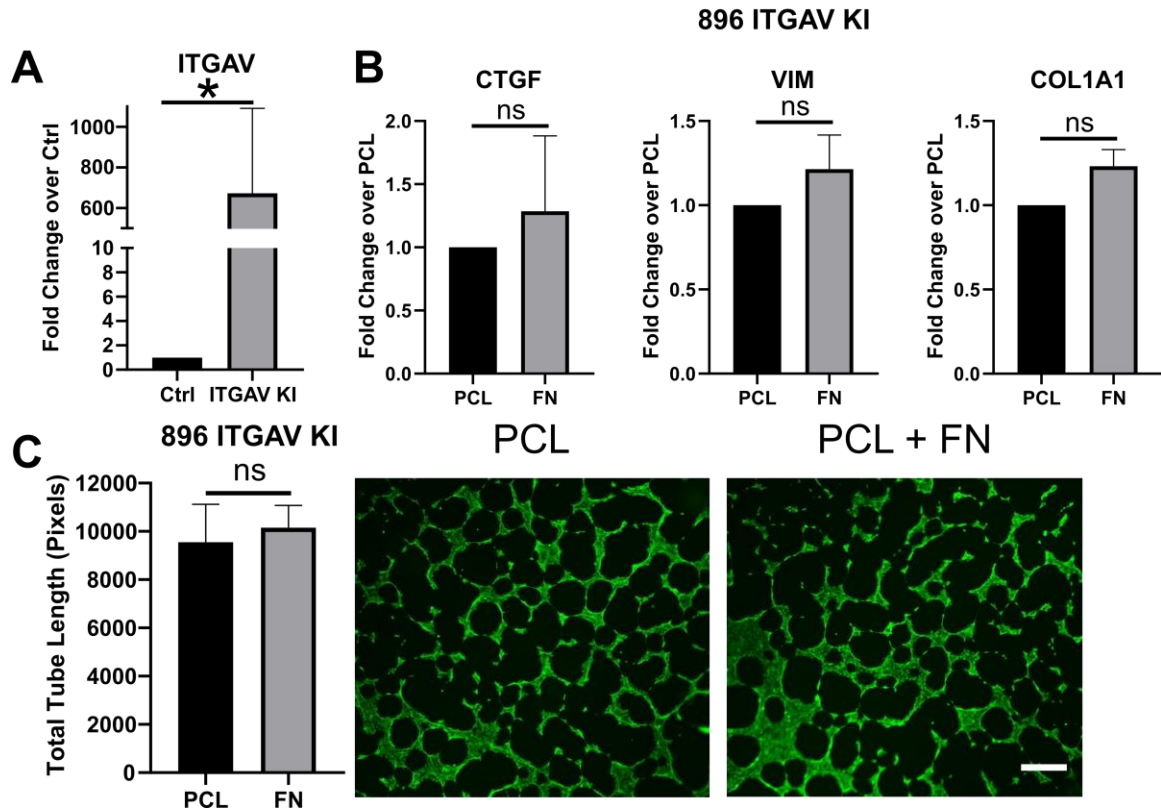 896 ITGAV KI
A
ITGAV
*
Fold Change over Ctrl
1000
800
600
10
8
6
4
2
0
Ctrl ITGAV KI
B
CTGF
ns
Fold Change over PCL
2.0
1.5
1.0
0.5
0.0
PCL FN
VIM
ns
Fold Change over PCL
1.5
1.0
0.5
0.0
PCL FN
COL1A1
ns
Fold Change over PCL
1.5
1.0
0.5
0.0
PCL FN
C
896 ITGAV KI
ns
Total Tube Length (Pixels)
12000
10000
8000
6000
4000
2000
0
PCL FN
PCL
PCL + FN